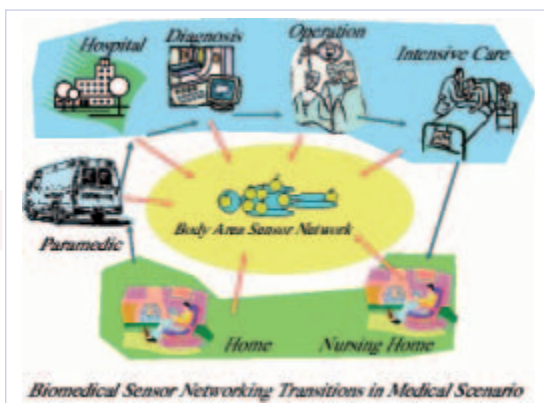 Hospital
Diagnosis
Operation
Intensive Care
Paramedic
Body Area Sensor Network
Home
Nursing Home
Biomedical Sensor Networking Transitions in Medical Scenario